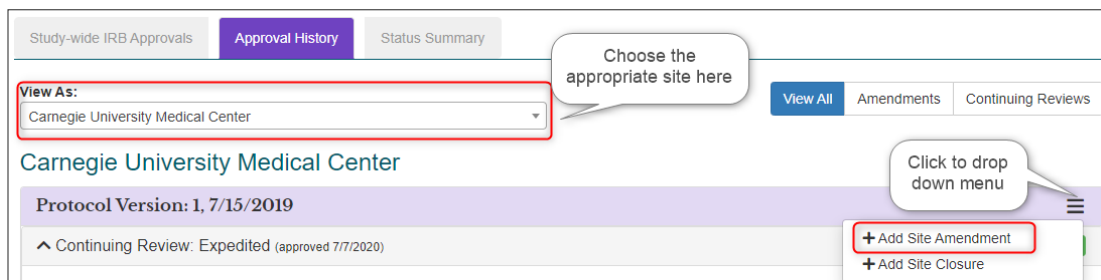 Study-wide IRB Approvals
Approval History
Status Summary
Choose the
appropriate site here
View As:
Carnegie University Medical Center
View All
Amendments
Continuing Reviews
Carnegie University Medical Center
Click to drop
down menu
Protocol Version: 1, 7/15/2019
Continuing Review: Expedited (approved 7/7/2020)
+ Add Site Amendment
+ Add Site Closure